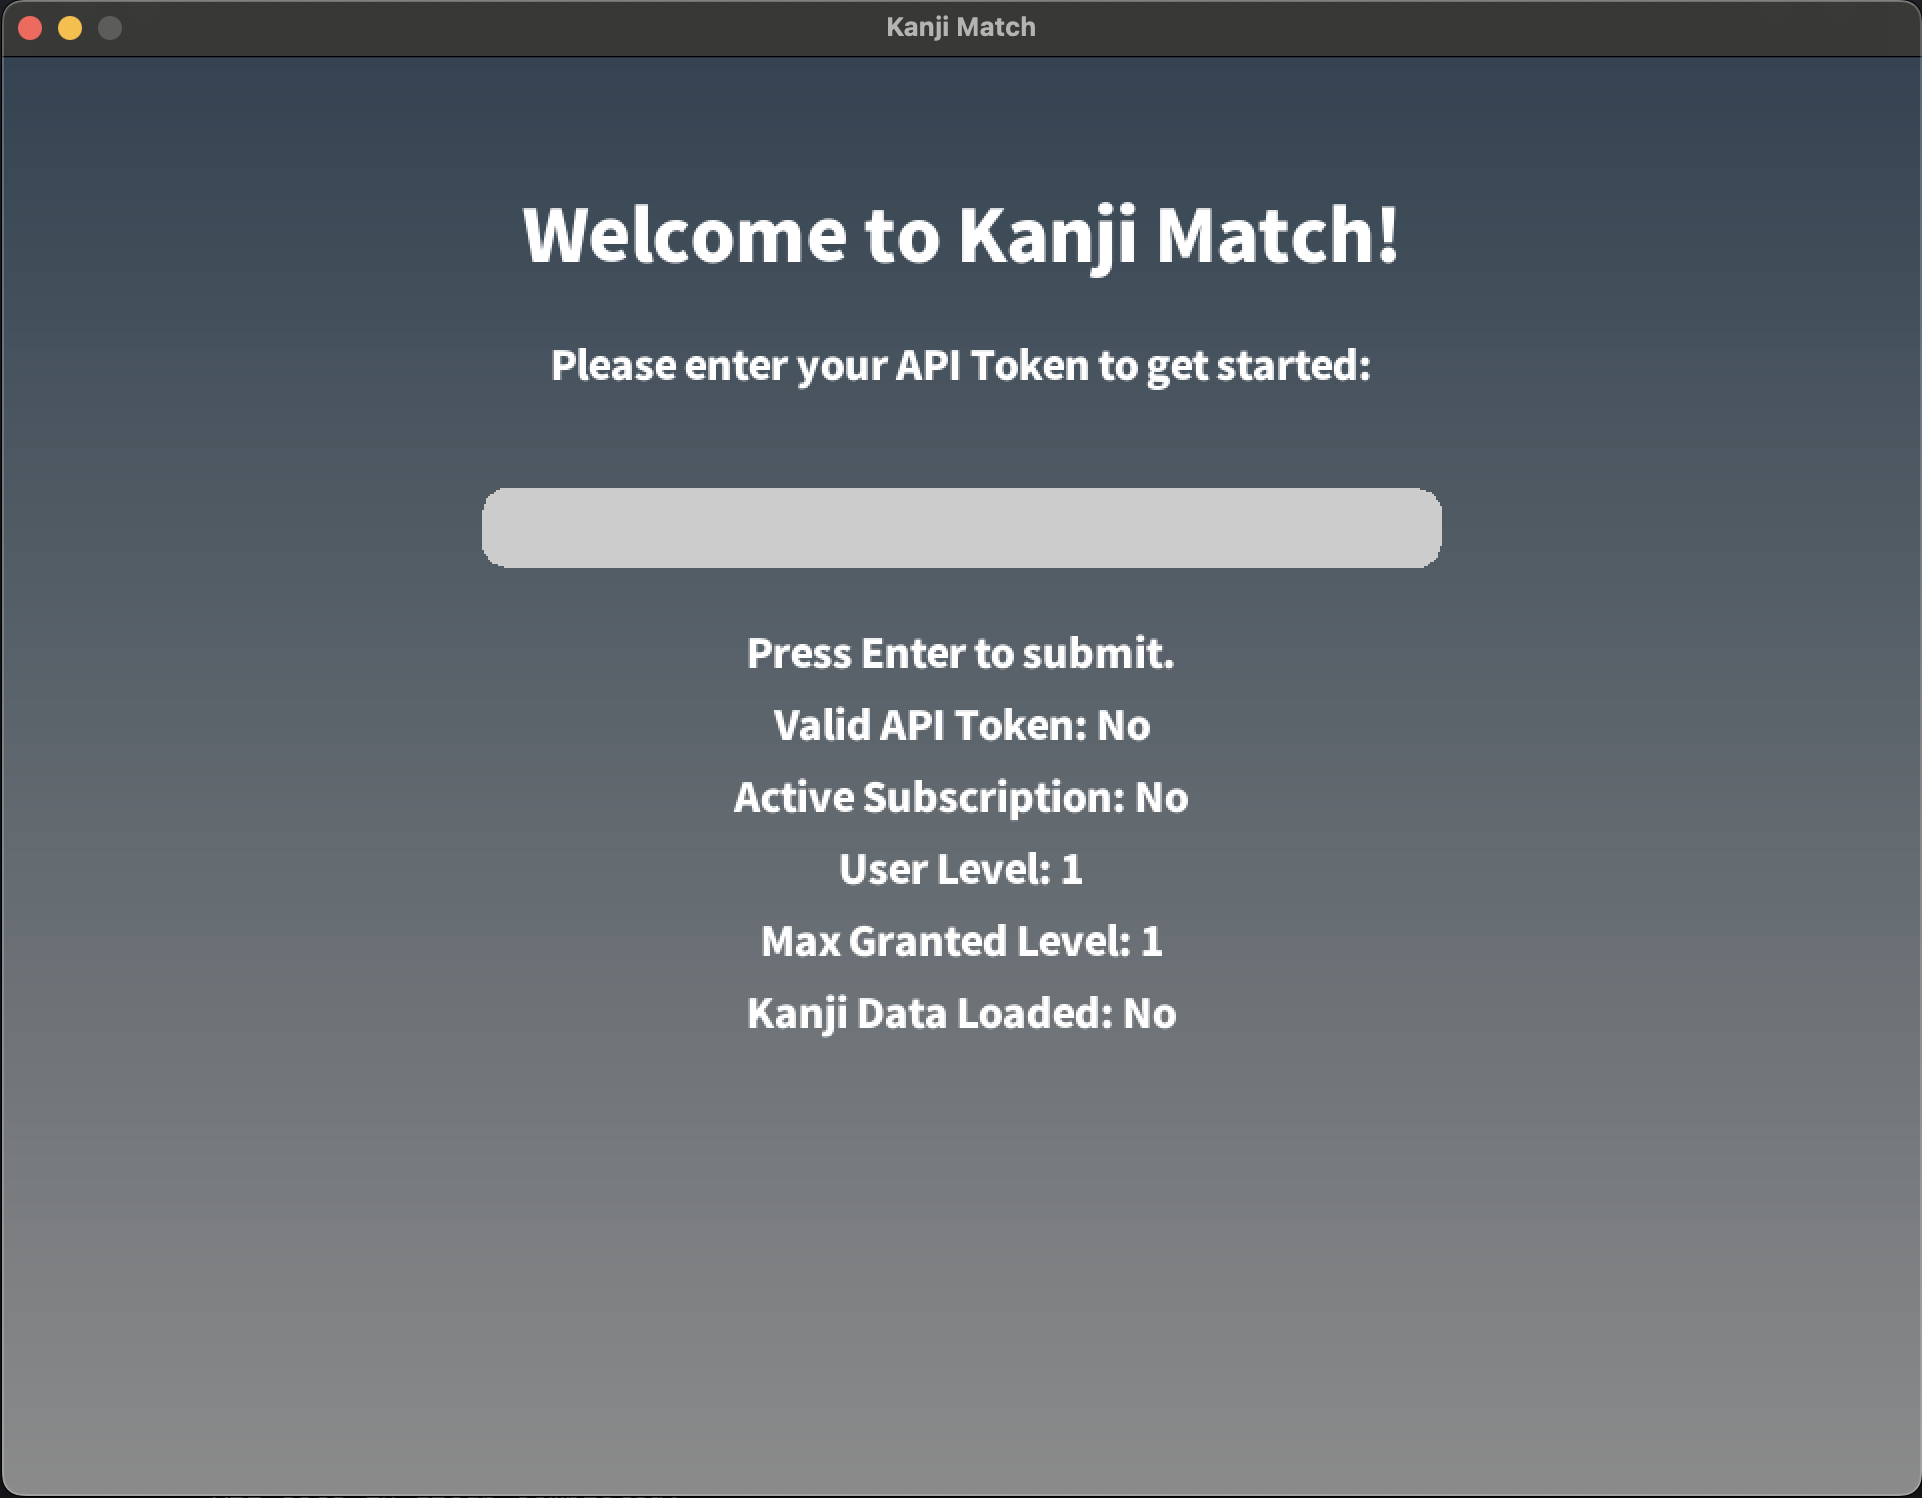 Kanji Match
Welcome to Kanji Match!
Please enter your API Token to get started:
Press Enter to submit.
Valid API Token: No
Active Subscription: No
User Level: 1
Max Granted Level: 1
Kanji Data Loaded: No